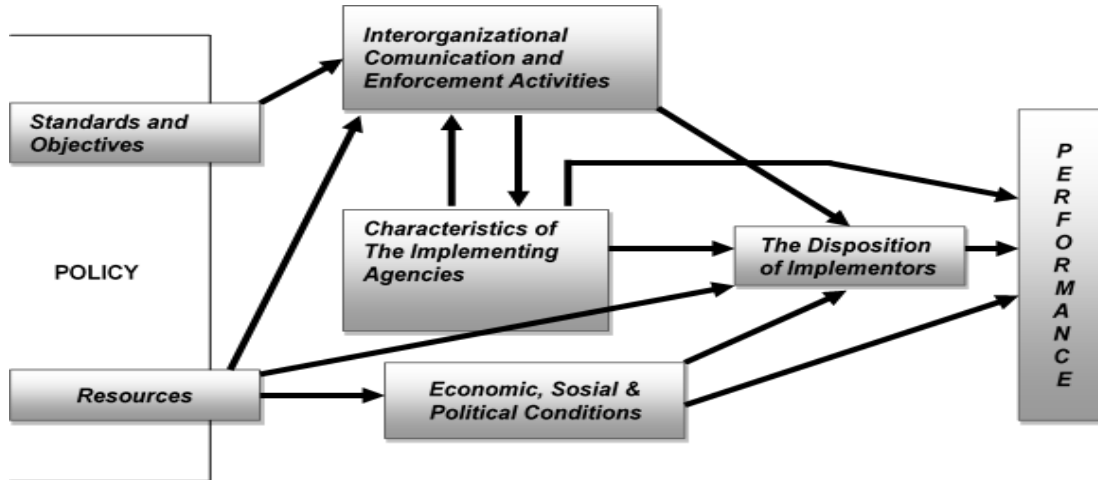 Interorganizational
Comunication and
Enforcement Activities
Standards and
Objectives
Characteristics of
The Implementing
Agencies
The Disposition
of Implementors
POLICY
Resources
Economic, Sosial &
Political Conditions
P
E
R
F
O
R
M
A
N
C
E